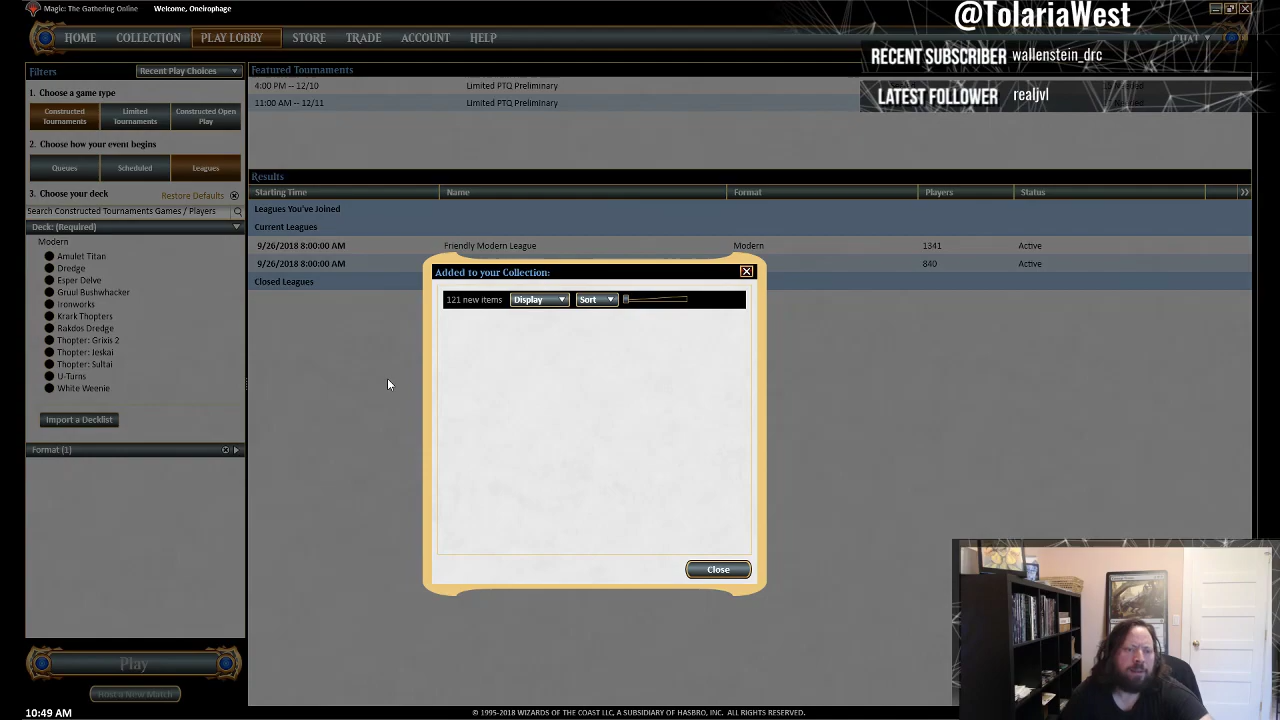 Magic: The Gathering Online Welcome, Oneirophage
@TolariaWest
HOME COLLECTION PLAY LOBBY STORE TRADE ACCOUNT HELP CHAT
RECENT SUBSCRIBER wallenstein_drc
LATEST FOLLOWER realjvl
Filters Recent Play Choices
1. Choose a game type
Constructed Tournaments
Limited Tournaments
Constructed Open Play
2. Choose how your event begins
Queues Scheduled Leagues
3. Choose your deck Restore Defaults
Search Constructed Tournaments Games / Players
Deck: (Required)
Modern
Amulet Titan
Dredge
Esper Delve
Gruul Bushwhacker
Ironworks
Krark Thopters
Rakdos Dredge
Thopter: Grixis 2
Thopter: Jeskai
Thopter: Sultai
U-Turns
White Weenie
Import a Decklist
Format (1)
Play
Host a New Match
10:49 AM
Featured Tournaments
4:00 PM -- 12/10 Limited PTQ Preliminary
11:00 AM -- 12/11 Limited PTQ Preliminary
Results
Starting Time Name Format Players Status
Leagues You've Joined
Current Leagues
9/26/2018 8:00:00 AM Friendly Modern League Modern 1341 Active
9/26/2018 8:00:00 AM 840 Active
Closed Leagues
Added to your Collection:
121 new items Display Sort
Close
© 1995-2018 WIZARDS OF THE COAST LLC, A SUBSIDIARY OF HASBRO, INC. ALL RIGHTS RESERVED.